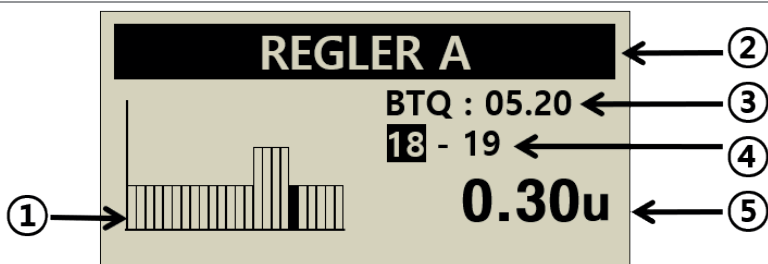 REGLER A
②
BTQ : 05.20
③
18 - 19
④
①
0.30u
⑤